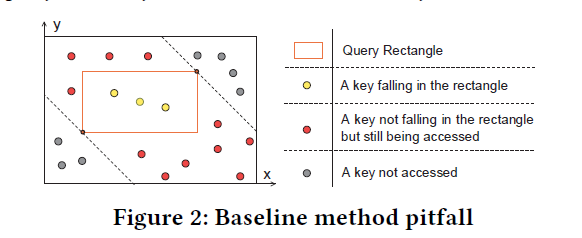 y
x
Query Rectangle
A key falling in the rectangle
A key not falling in the rectangle
but still being accessed
A key not accessed
Figure 2: Baseline method pitfall